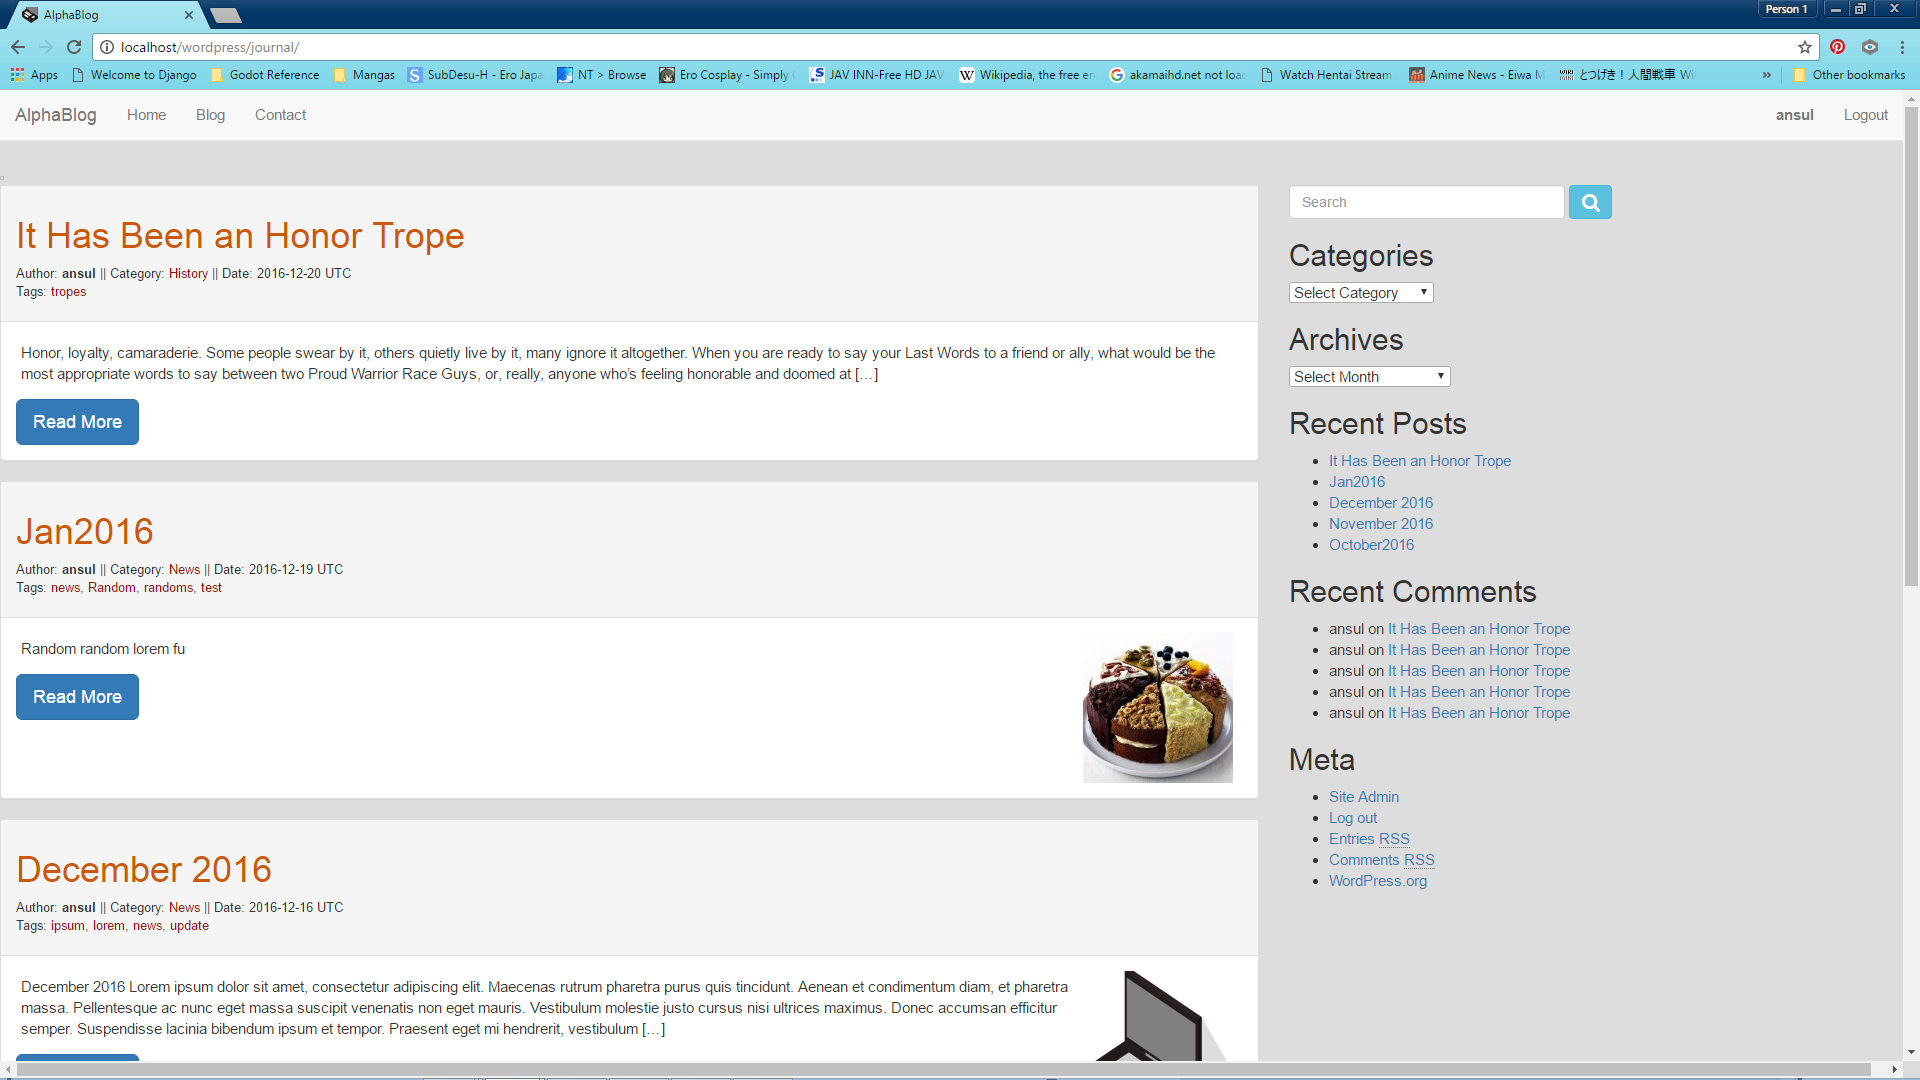 AlphaBlog
Person 1
localhost/wordpress/journal/
Apps
Welcome to Django
Godot Reference
Mangas
SubDesu-H - Ero Japa
NT > Browse
Ero Cosplay - Simply
JAV INN-Free HD JAV
Wikipedia, the free en
akamaihd.net not loa
Watch Hentai Stream
Anime News - Eiwa M
とつげき！人間戦車 Wi
»
Other bookmarks
AlphaBlog
Home
Blog
Contact
ansul
Logout
It Has Been an Honor Trope
Author: ansul || Category: History || Date: 2016-12-20 UTC
Tags: tropes
Honor, loyalty, camaraderie. Some people swear by it, others quietly live by it, many ignore it altogether. When you are ready to say your Last Words to a friend or ally, what would be the
most appropriate words to say between two Proud Warrior Race Guys, or, really, anyone who’s feeling honorable and doomed at […]
Read More
Jan2016
Author: ansul || Category: News || Date: 2016-12-19 UTC
Tags: news, Random, randoms, test
Random random lorem fu
Read More
December 2016
Author: ansul || Category: News || Date: 2016-12-16 UTC
Tags: ipsum, lorem, news, update
December 2016 Lorem ipsum dolor sit amet, consectetur adipiscing elit. Maecenas rutrum pharetra purus quis tincidunt. Aenean et condimentum diam, et pharetra
massa. Pellentesque ac nunc eget massa suscipit venenatis non eget mauris. Vestibulum molestie justo cursus nisi ultrices maximus. Donec accumsan efficitur
semper. Suspendisse lacinia bibendum ipsum et tempor. Praesent eget mi hendrerit, vestibulum […]
Search
Categories
Select Category
Archives
Select Month
Recent Posts
It Has Been an Honor Trope
Jan2016
December 2016
November 2016
October2016
Recent Comments
ansul on It Has Been an Honor Trope
ansul on It Has Been an Honor Trope
ansul on It Has Been an Honor Trope
ansul on It Has Been an Honor Trope
ansul on It Has Been an Honor Trope
Meta
Site Admin
Log out
Entries RSS
Comments RSS
WordPress.org